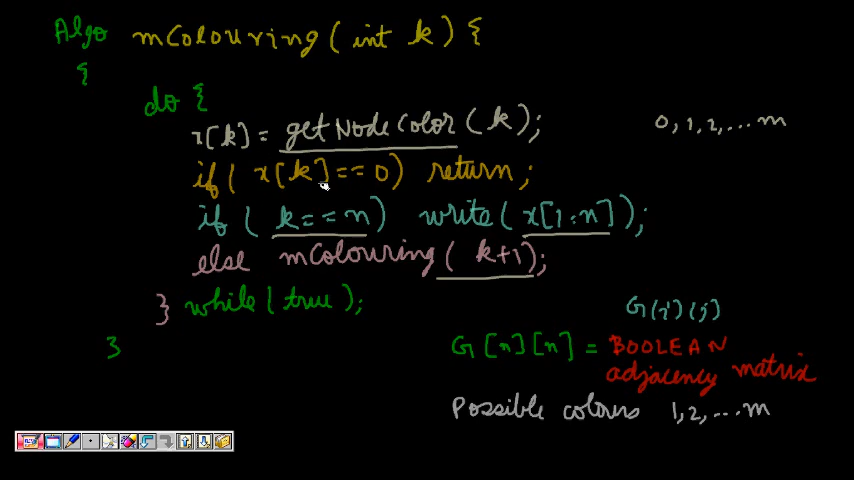 Algo mColouring ( int k) {
{
do {
x[k] = getNodeColor (k);
0, 1, 2, ... m
if( x[k] == 0) return ;
if ( k == n) write ( x[1:n] );
else mColouring ( k+1);
} while (true);
G(i)(j)
}
G [n][n] = BOOLEAN
adjacency matrix
Possible colours 1, 2, ... m